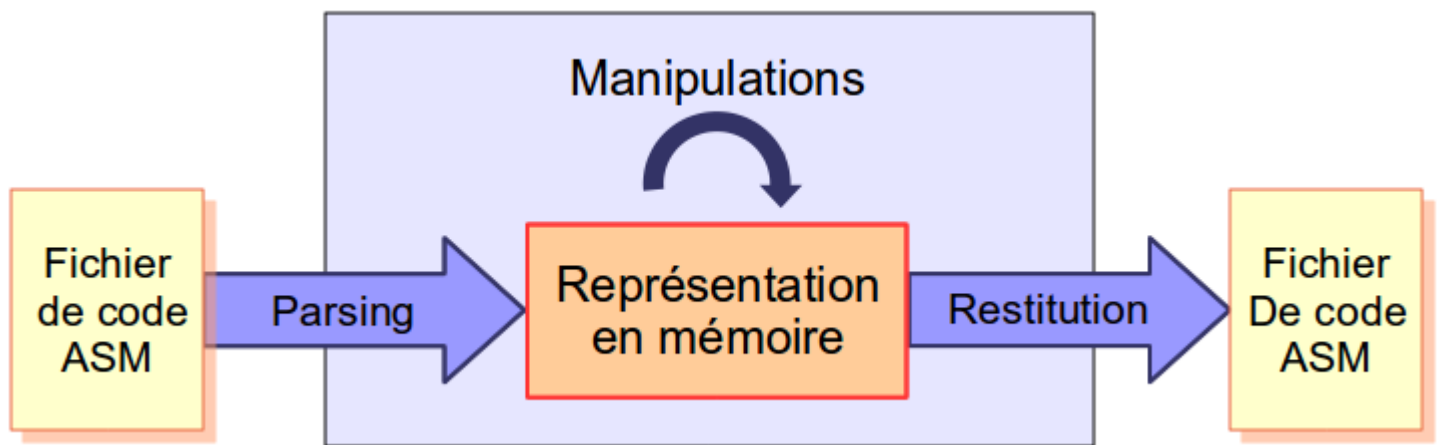 Manipulations
Fichier
de code
ASM
Parsing
Représentation
en mémoire
Restitution
Fichier
De code
ASM